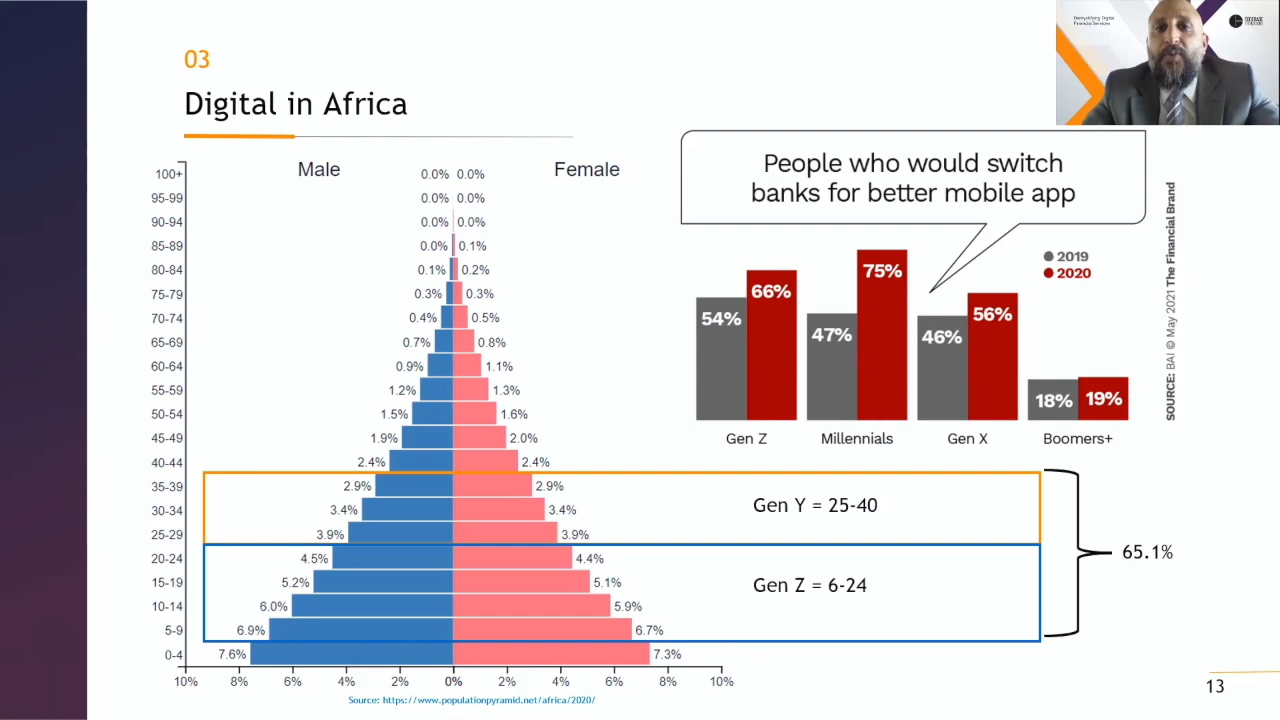 03
Digital in Africa
Demystifying Digital
Financial Services
Male
Female
100+ 0.0% 0.0%
95-99 0.0% 0.0%
90-94 0.0% 0.0%
85-89 0.0% 0.1%
80-84 0.1% 0.2%
75-79 0.3% 0.3%
70-74 0.4% 0.5%
65-69 0.7% 0.8%
60-64 0.9% 1.1%
55-59 1.2% 1.3%
50-54 1.5% 1.6%
45-49 1.9% 2.0%
40-44 2.4% 2.4%
35-39 2.9% 2.9%
30-34 3.4% 3.4%
25-29 3.9% 3.9%
20-24 4.5% 4.4%
15-19 5.2% 5.1%
10-14 6.0% 5.9%
5-9 6.9% 6.7%
0-4 7.6% 7.3%
10% 8% 6% 4% 2% 0% 2% 4% 6% 8% 10%
Source: https://www.populationpyramid.net/africa/2020/
People who would switch
banks for better mobile app
2019
2020
54% 66% 47% 75% 46% 56% 18% 19%
Gen Z Millennials Gen X Boomers+
SOURCE: BAI © May 2021 The Financial Brand
Gen Y = 25-40
Gen Z = 6-24
65.1%
13